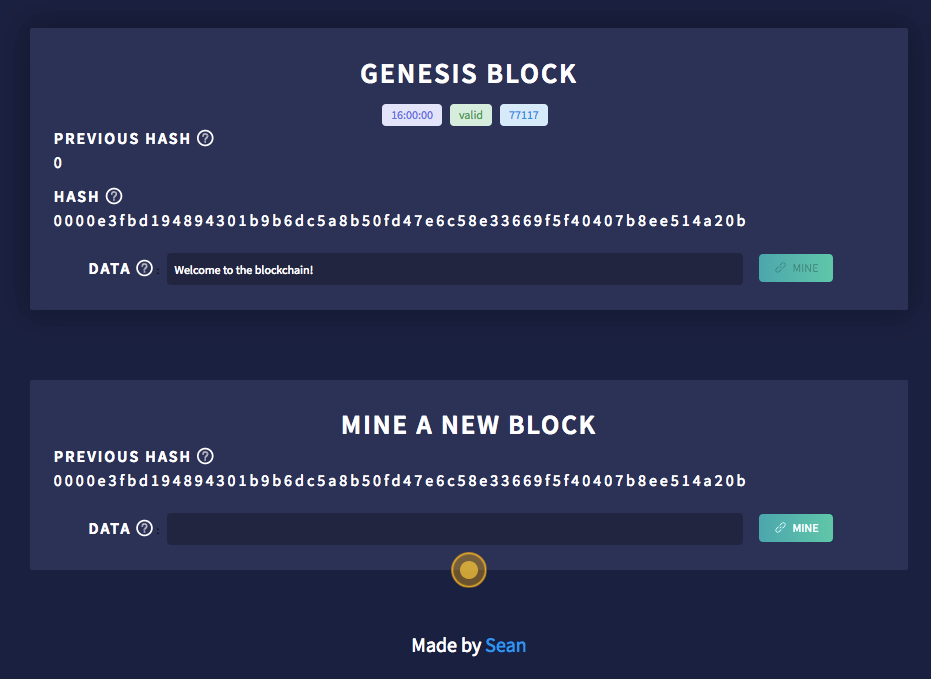 GENESIS BLOCK
16:00:00 valid 77117
PREVIOUS HASH ?
0
HASH ?
0000e3fbd194894301b9b6dc5a8b50fd47e6c58e33669f5f40407b8ee514a20b
DATA ? : Welcome to the blockchain! MINE
MINE A NEW BLOCK
PREVIOUS HASH ?
0000e3fbd194894301b9b6dc5a8b50fd47e6c58e33669f5f40407b8ee514a20b
DATA ? : MINE
Made by Sean